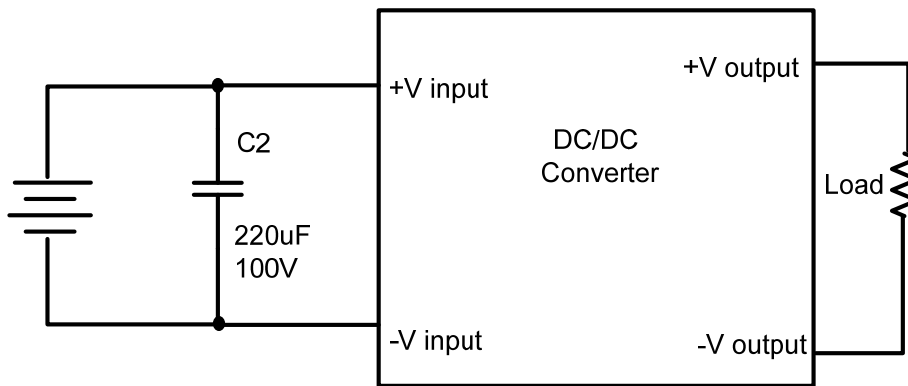 +V input
C2
220uF
100V
-V input
DC/DC
Converter
+V output
Load
-V output